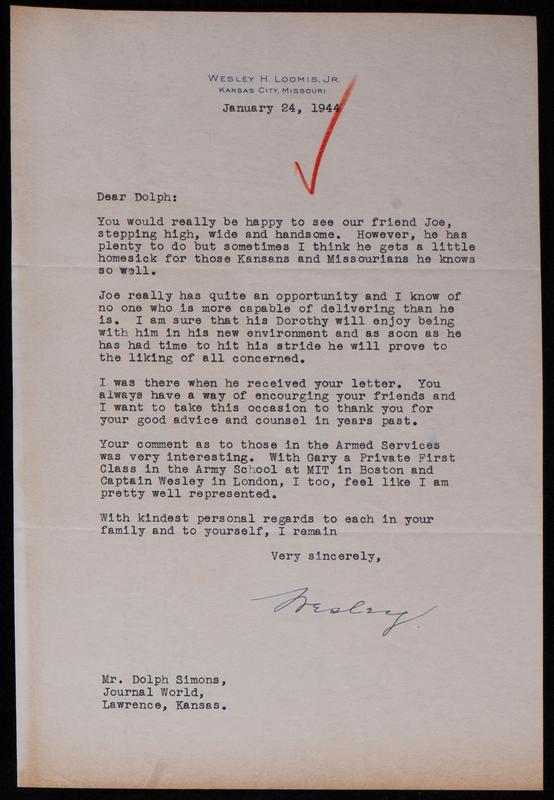 WESLEY H. LOOMIS, JR.
KANSAS CITY, MISSOURI
January 24, 1944
Dear Dolph:
You would really be happy to see our friend Joe,
stepping high, wide and handsome.  However, he has
plenty to do but sometimes I think he gets a little
homesick for those Kansans and Missourians he knows
so well.
Joe really has quite an opportunity and I know of
no one who is more capable of delivering than he
is.  I am sure that his Dorothy will enjoy being
with him in his new environment and as soon as he
has had time to hit his stride he will prove to
the liking of all concerned.
I was there when he received your letter.  You
always have a way of encourging your friends and
I want to take this occasion to thank you for
your good advice and counsel in years past.
Your comment as to those in the Armed Services
was very interesting.  With Gary a Private First
Class in the Army School at MIT in Boston and
Captain Wesley in London, I too, feel like I am
pretty well represented.
With kindest personal regards to each in your
family and to yourself, I remain
Very sincerely,
Wesley.
Mr. Dolph Simons,
Journal World,
Lawrence, Kansas.